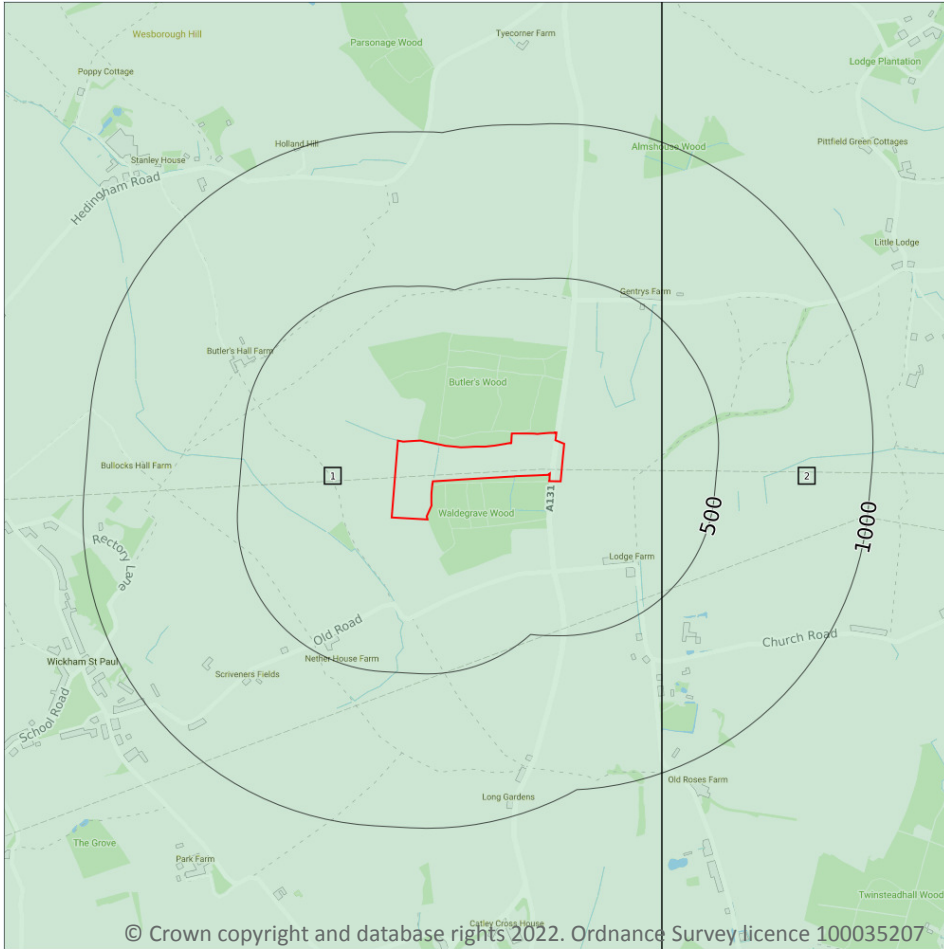 Wesborough Hill
Parsonage Wood
Tyecorner Farm
Lodge Plantation
Poppy Cottage
Stanley House
Holland Hill
Almshouse Wood
Pittfield Green Cottages
Hedingham Road
Little Lodge
Gentrys Farm
Butler's Hall Farm
Butler's Wood
Bullocks Hall Farm
1
2
A131
Waldegrave Wood
500
1000
Rectory Lane
Lodge Farm
Old Road
Church Road
Nether House Farm
Wickham St Paul
Scriveners Fields
School Road
Old Roses Farm
Long Gardens
The Grove
Park Farm
Twinsteadhall Wood
Catley Cross House
© Crown copyright and database rights 2022. Ordnance Survey licence 100035207